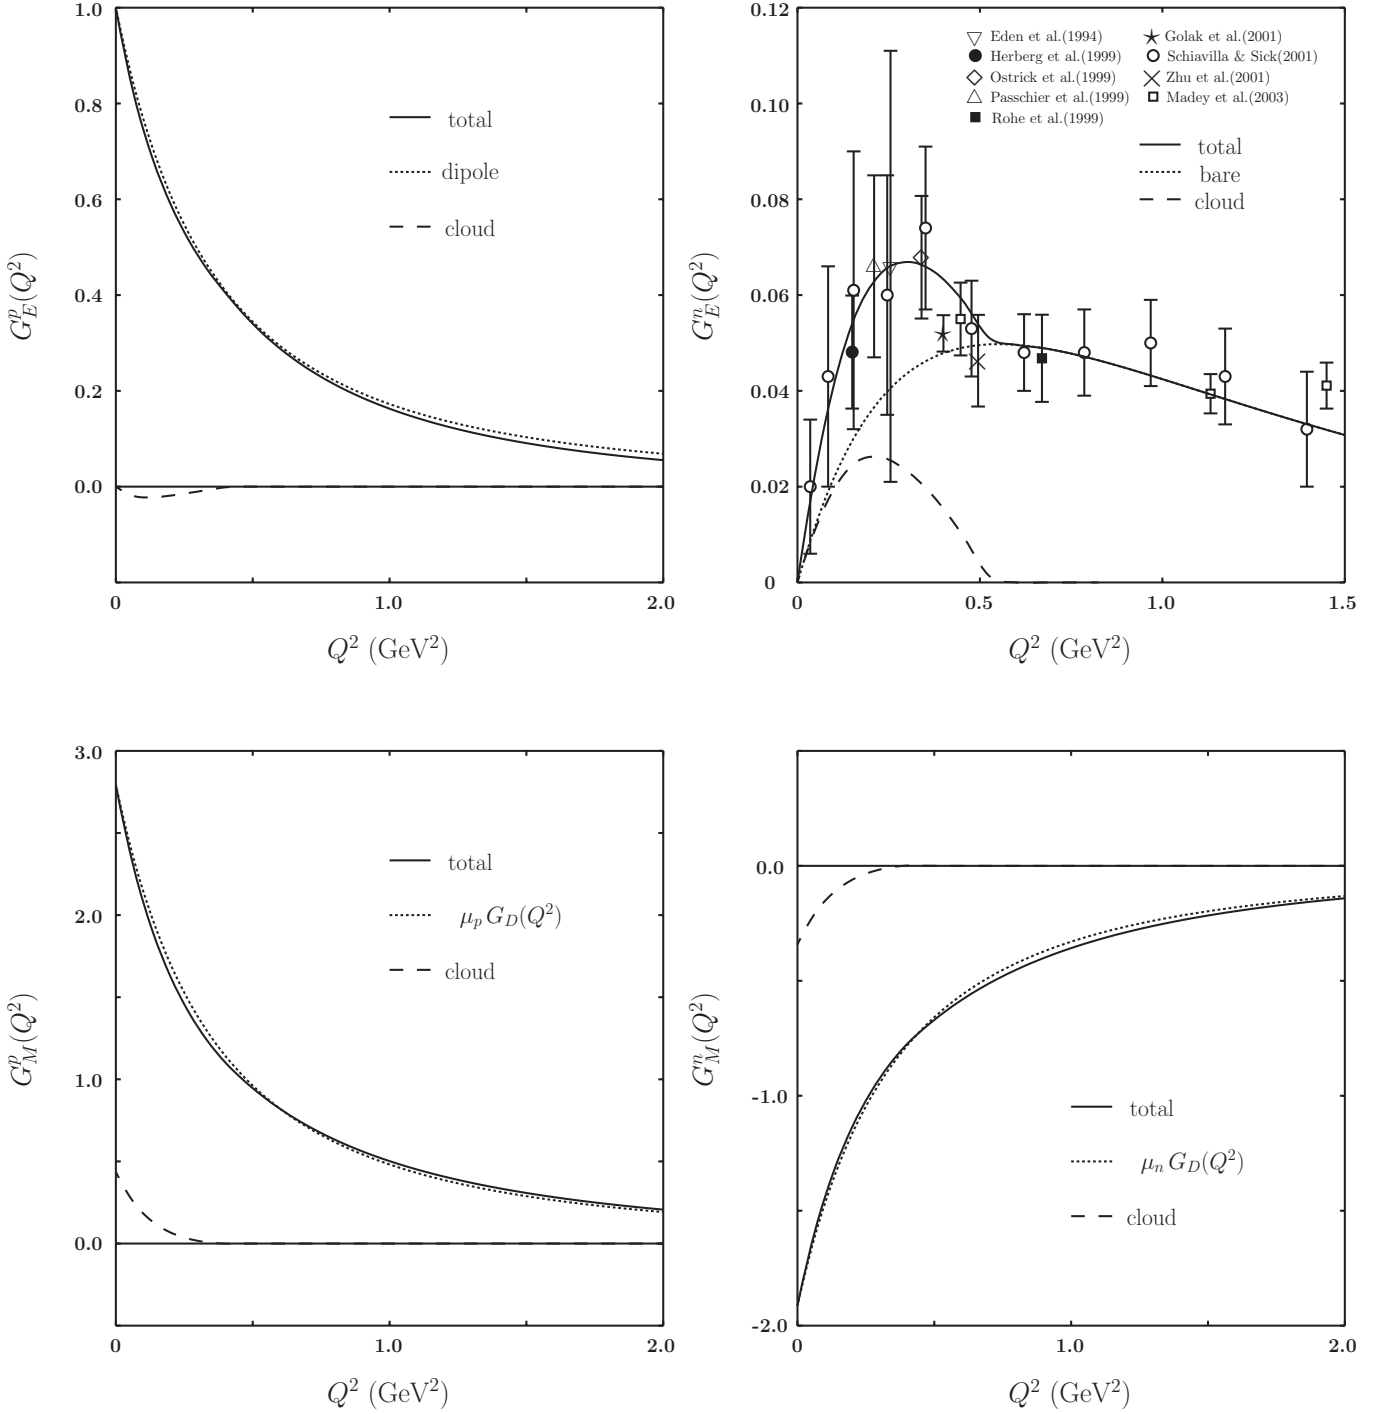 1.0
0.8
0.6
0.4
0.2
0.0
0
1.0
2.0
G_E^p(Q^2)
Q^2 (GeV^2)
total
dipole
cloud
0.12
0.10
0.08
0.06
0.04
0.02
0
0
0.5
1.0
1.5
G_E^n(Q^2)
Q^2 (GeV^2)
Eden et al.(1994)
Herberg et al.(1999)
Ostrick et al.(1999)
Passchier et al.(1999)
Rohe et al.(1999)
Golak et al.(2001)
Schiavilla & Sick(2001)
Zhu et al.(2001)
Madey et al.(2003)
total
bare
cloud
3.0
2.0
1.0
0.0
0
1.0
2.0
G_M^p(Q^2)
Q^2 (GeV^2)
total
μ_p G_D(Q^2)
cloud
0.0
-1.0
-2.0
0
1.0
2.0
G_M^n(Q^2)
Q^2 (GeV^2)
total
μ_n G_D(Q^2)
cloud